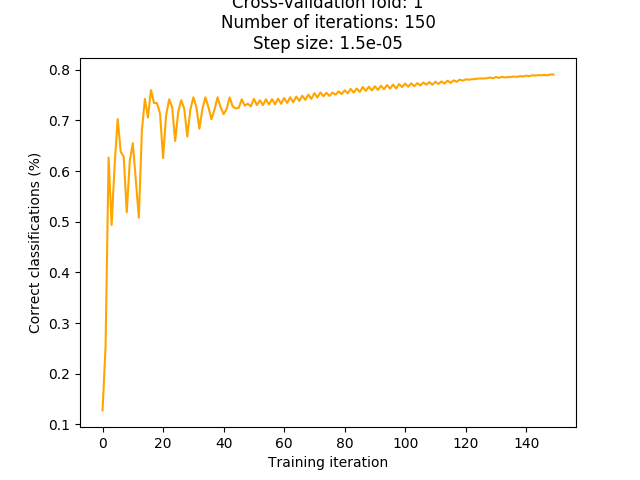 Cross-validation fold: 1
Number of iterations: 150
Step size: 1.5e-05
0.8
0.7
0.6
0.5
0.4
0.3
0.2
0.1
Correct classifications (%)
0 20 40 60 80 100 120 140
Training iteration